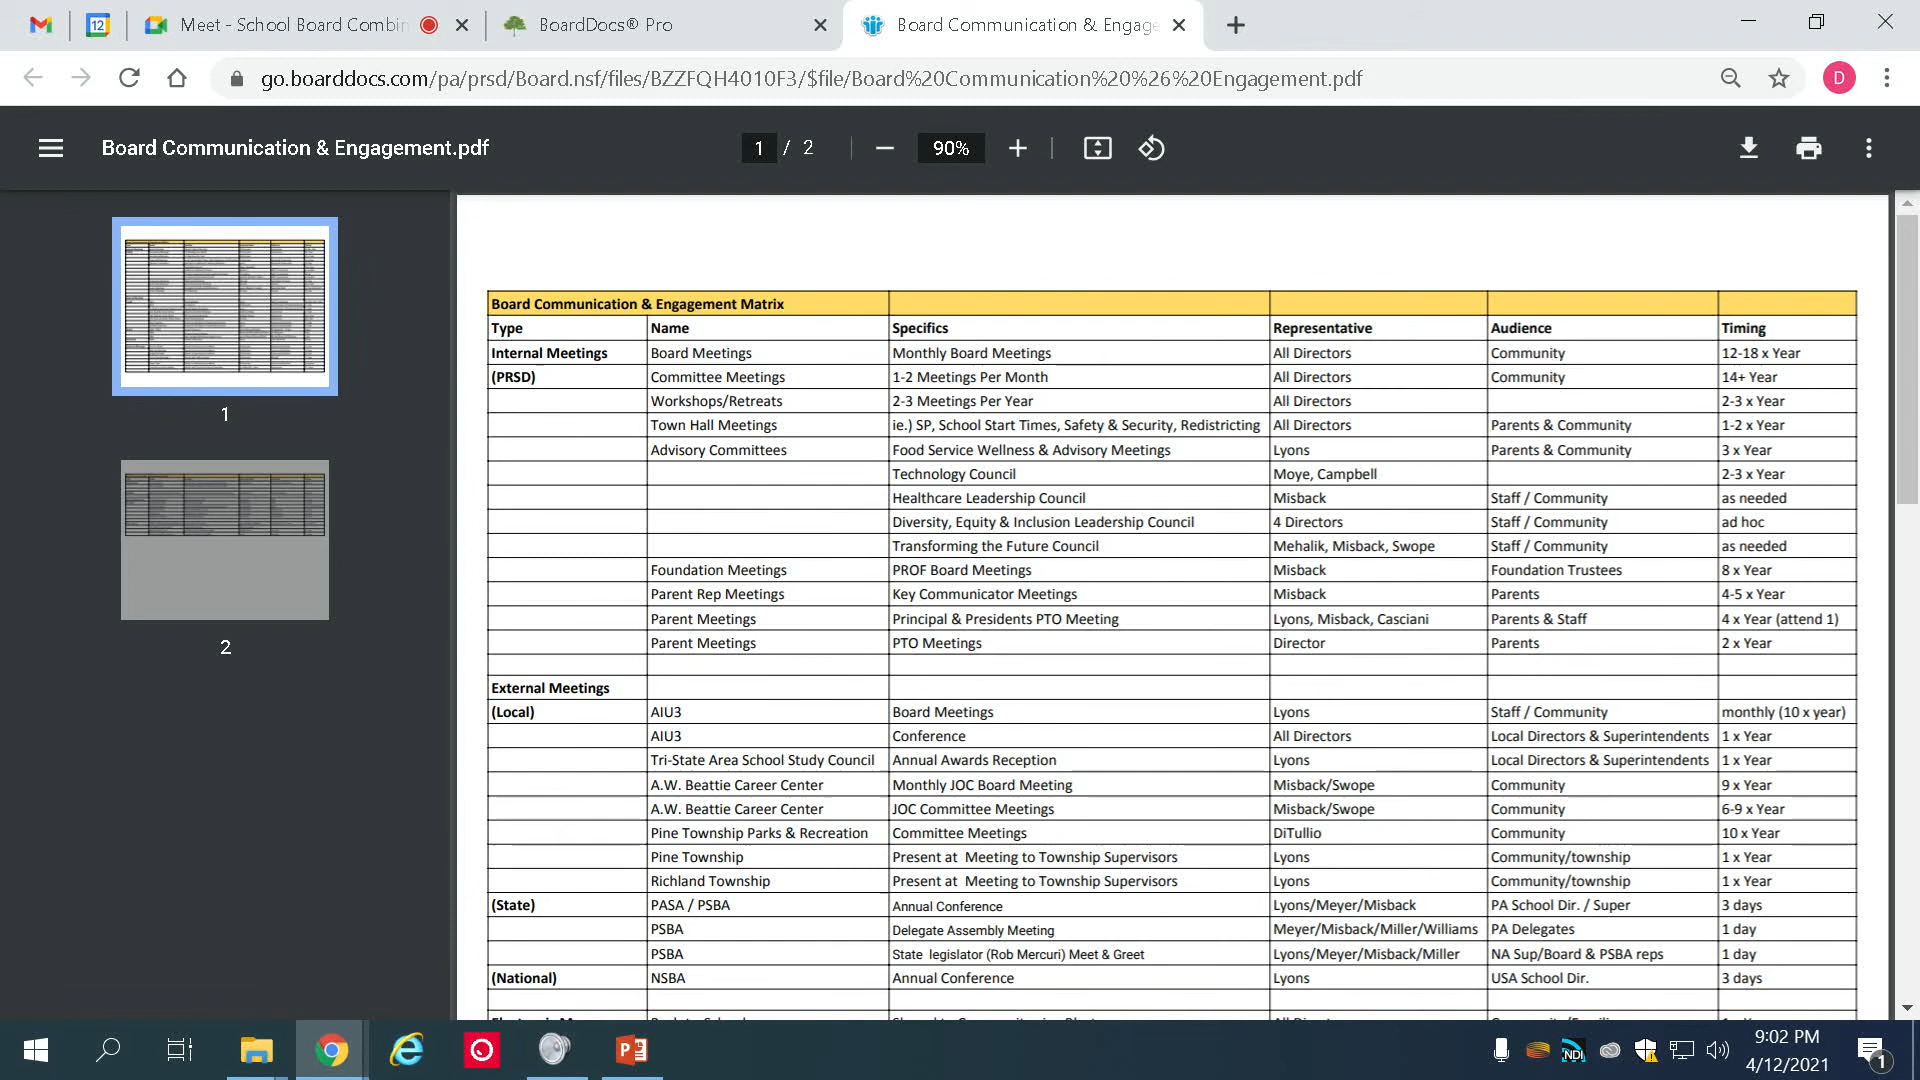 12 Meet - School Board Combin BoardDocs® Pro Board Communication & Engage
go.boarddocs.com/pa/prsd/Board.nsf/files/BZZFQH4010F3/$file/Board%20Communication%20%26%20Engagement.pdf D
Board Communication & Engagement.pdf 1 / 2 90%
1
2
Board Communication & Engagement Matrix
Type Name Specifics Representative Audience Timing
Internal Meetings Board Meetings Monthly Board Meetings All Directors Community 12-18 x Year
(PRSD) Committee Meetings 1-2 Meetings Per Month All Directors Community 14+ Year
Workshops/Retreats 2-3 Meetings Per Year All Directors 2-3 x Year
Town Hall Meetings ie.) SP, School Start Times, Safety & Security, Redistricting All Directors Parents & Community 1-2 x Year
Advisory Committees Food Service Wellness & Advisory Meetings Lyons Parents & Community 3 x Year
Technology Council Moye, Campbell 2-3 x Year
Healthcare Leadership Council Misback Staff / Community as needed
Diversity, Equity & Inclusion Leadership Council 4 Directors Staff / Community ad hoc
Transforming the Future Council Mehalik, Misback, Swope Staff / Community as needed
Foundation Meetings PROF Board Meetings Misback Foundation Trustees 8 x Year
Parent Rep Meetings Key Communicator Meetings Misback Parents 4-5 x Year
Parent Meetings Principal & Presidents PTO Meeting Lyons, Misback, Casciani Parents & Staff 4 x Year (attend 1)
Parent Meetings PTO Meetings Director Parents 2 x Year
External Meetings
(Local) AIU3 Board Meetings Lyons Staff / Community monthly (10 x year)
AIU3 Conference All Directors Local Directors & Superintendents 1 x Year
Tri-State Area School Study Council Annual Awards Reception Lyons Local Directors & Superintendents 1 x Year
A.W. Beattie Career Center Monthly JOC Board Meeting Misback/Swope Community 9 x Year
A.W. Beattie Career Center JOC Committee Meetings Misback/Swope Community 6-9 x Year
Pine Township Parks & Recreation Committee Meetings DiTullio Community 10 x Year
Pine Township Present at Meeting to Township Supervisors Lyons Community/township 1 x Year
Richland Township Present at Meeting to Township Supervisors Lyons Community/township 1 x Year
(State) PASA / PSBA Annual Conference Lyons/Meyer/Misback PA School Dir. / Super 3 days
PSBA Delegate Assembly Meeting Meyer/Misback/Miller/Williams PA Delegates 1 day
PSBA State legislator (Rob Mercuri) Meet & Greet Lyons/Meyer/Misback/Miller NA Sup/Board & PSBA reps 1 day
(National) NSBA Annual Conference Lyons USA School Dir. 3 days
NDI 9:02 PM
4/12/2021 1